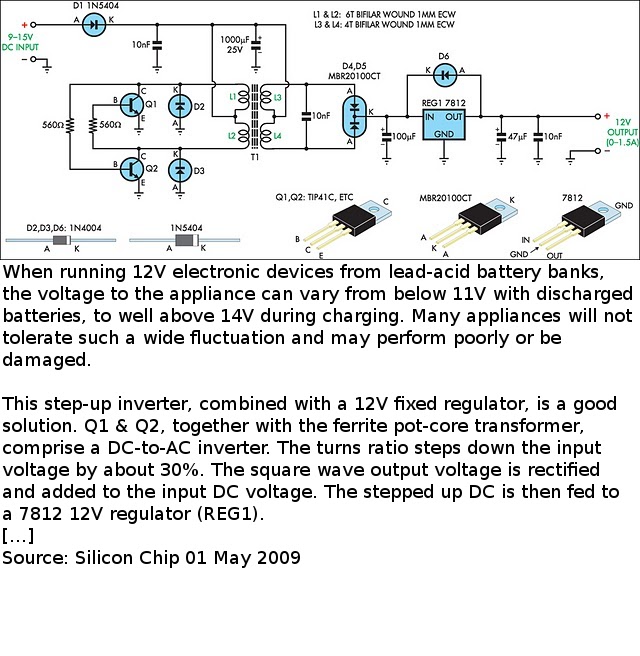 D1 1N5404
L1 & L2: 6T BIFILAR WOUND 1MM ECW
L3 & L4: 4T BIFILAR WOUND 1MM ECW
+
A
K
9–15V
DC INPUT
–
10nF
1000µF
25V
+
D4,D5
MBR20100CT
D6
K
A
560Ω
560Ω
B
C
Q1
E
K
D2
A
L1
L3
L2
L4
T1
10nF
A
K
A
+
100µF
REG1 7812
IN
OUT
GND
+
47µF
10nF
+
12V
OUTPUT
(0–1.5A)
–
B
C
Q2
E
K
D3
A
D2,D3,D6: 1N4004
A
K
1N5404
A
K
Q1,Q2: TIP41C, ETC
C
B
C
E
MBR20100CT
K
A
K
A
7812
GND
IN
GND
OUT
When running 12V electronic devices from lead-acid battery banks,
the voltage to the appliance can vary from below 11V with discharged
batteries, to well above 14V during charging. Many appliances will not
tolerate such a wide fluctuation and may perform poorly or be
damaged.
This step-up inverter, combined with a 12V fixed regulator, is a good
solution. Q1 & Q2, together with the ferrite pot-core transformer,
comprise a DC-to-AC inverter. The turns ratio steps down the input
voltage by about 30%. The square wave output voltage is rectified
and added to the input DC voltage. The stepped up DC is then fed to
a 7812 12V regulator (REG1).
[...]
Source: Silicon Chip 01 May 2009